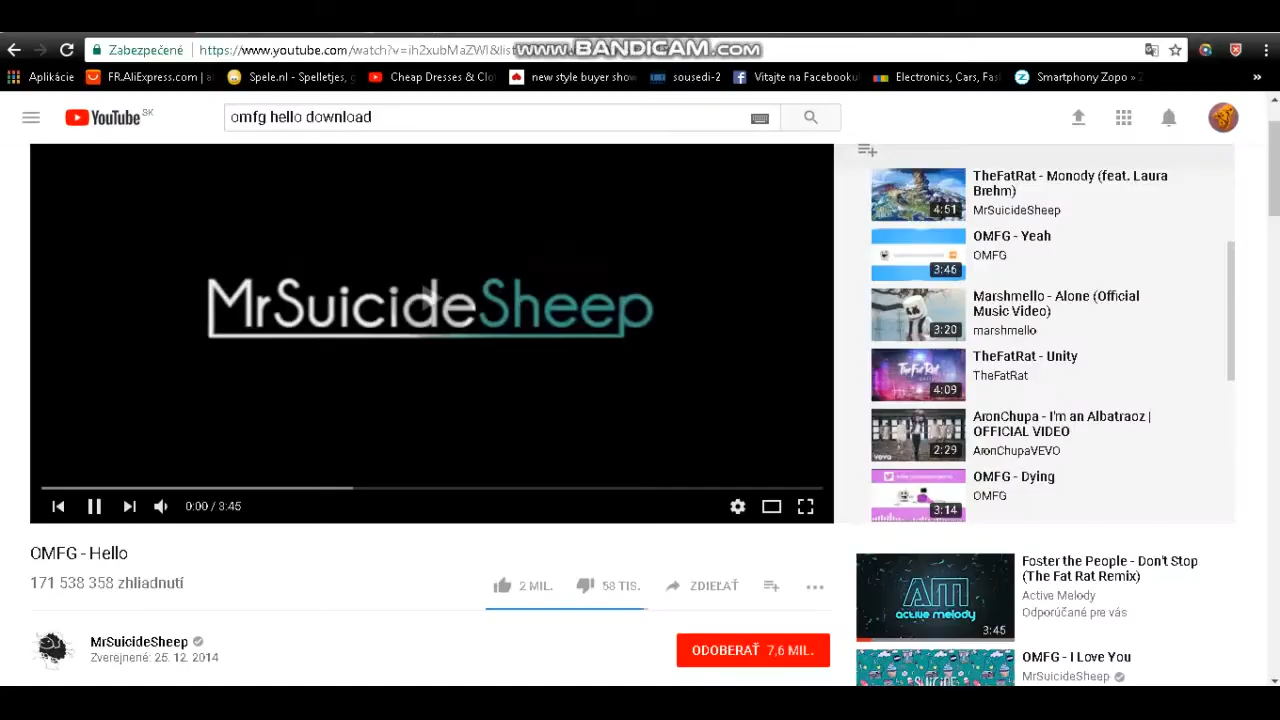 Zabezpečené
https://www.youtube.com/watch?v=ih2xubMaZWI&list
www.BANDICAM.com
Aplikácie
FR.AliExpress.com | a
Spele.nl - Spelletjes, g
Cheap Dresses & Clot
new style buyer show
sousedi-2
Vitajte na Facebooku
Electronics, Cars, Fas
Smartphony Zopo »
YouTube SK
omfg hello download
MrSuicideSheep
0:00 / 3:45
OMFG - Hello
171 538 358 zhliadnutí
2 MIL.
58 TIS.
ZDIEĽAŤ
MrSuicideSheep
Zverejnené: 25. 12. 2014
ODOBERAŤ 7,6 MIL.
TheFatRat - Monody (feat. Laura
Brehm)
MrSuicideSheep
4:51
OMFG - Yeah
OMFG
3:46
Marshmello - Alone (Official
Music Video)
marshmello
3:20
TheFatRat - Unity
TheFatRat
4:09
AronChupa - I'm an Albatraoz |
OFFICIAL VIDEO
AronChupaVEVO
2:29
OMFG - Dying
OMFG
3:14
AM
active melody
3:45
Foster the People - Don't Stop
(The Fat Rat Remix)
Active Melody
Odporúčané pre vás
SUICIDE
OMFG - I Love You
MrSuicideSheep